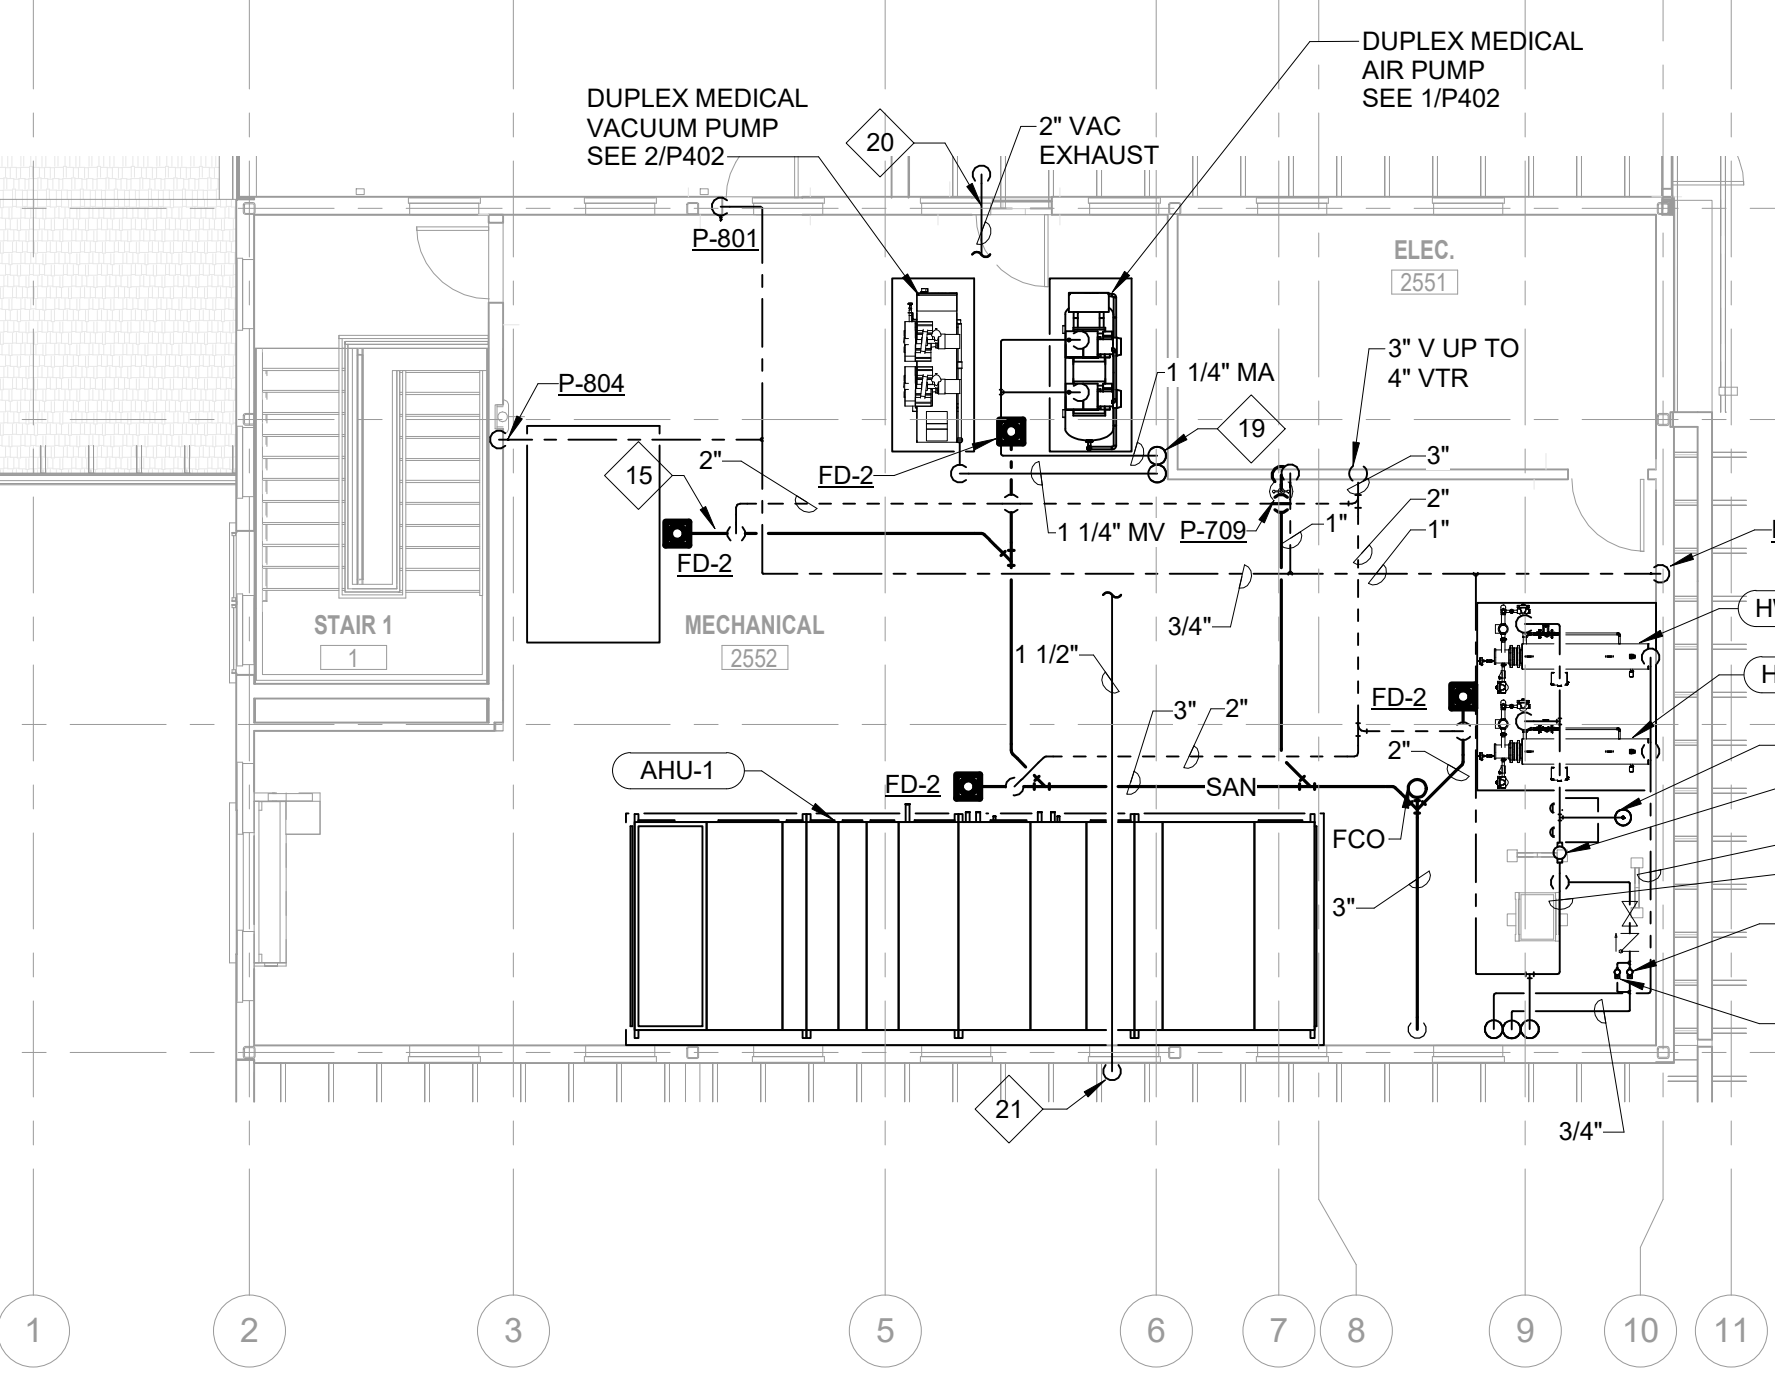 DUPLEX MEDICAL
AIR PUMP
SEE 1/P402
DUPLEX MEDICAL
VACUUM PUMP
SEE 2/P402
20
2" VAC
EXHAUST
P-801
ELEC.
2551
3" V UP TO
4" VTR
1 1/4" MA
P-804
19
15
2"
FD-2
3"
2"
1"
1 1/4" MV
P-709
1"
FD-2
3/4"
STAIR 1
1
MECHANICAL
2552
1 1/2"
FD-2
3"
2"
2"
AHU-1
FD-2
SAN
FCO
3"
21
3/4"
1
2
3
5
6
7
8
9
10
11